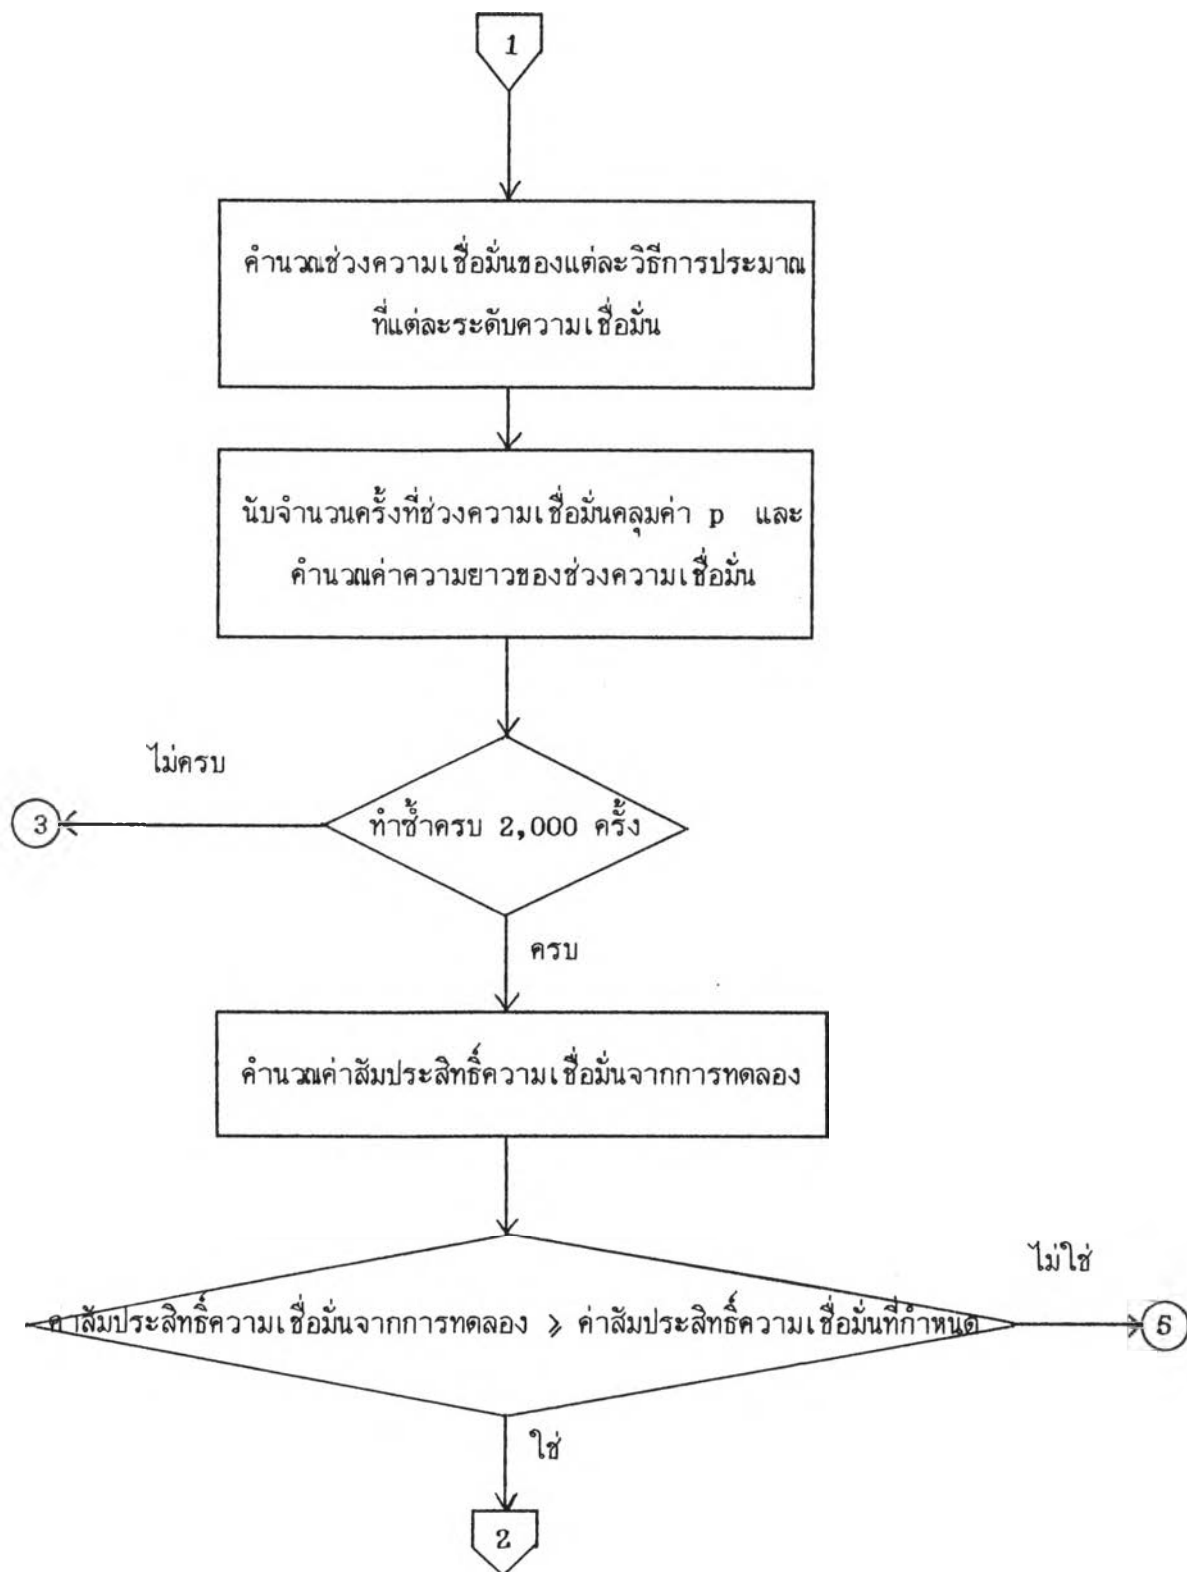 1
คำนวณช่วงความเชื่อมั่นของแต่ละวิธีการประมาณ
ที่แต่ละระดับความเชื่อมั่น
นับจำนวนครั้งที่ช่วงความเชื่อมั่นคลุมค่า p และ
คำนวณค่าความยาวของช่วงความเชื่อมั่น
ไม่ครบ
3
ทำซ้ำครบ 2,000 ครั้ง
ครบ
คำนวณค่าสัมประสิทธิ์ความเชื่อมั่นจากการทดลอง
ไม่ใช่
ค่าสัมประสิทธิ์ความเชื่อมั่นจากการทดลอง ⩾ ค่าสัมประสิทธิ์ความเชื่อมั่นที่กำหนด
5
ใช่
2